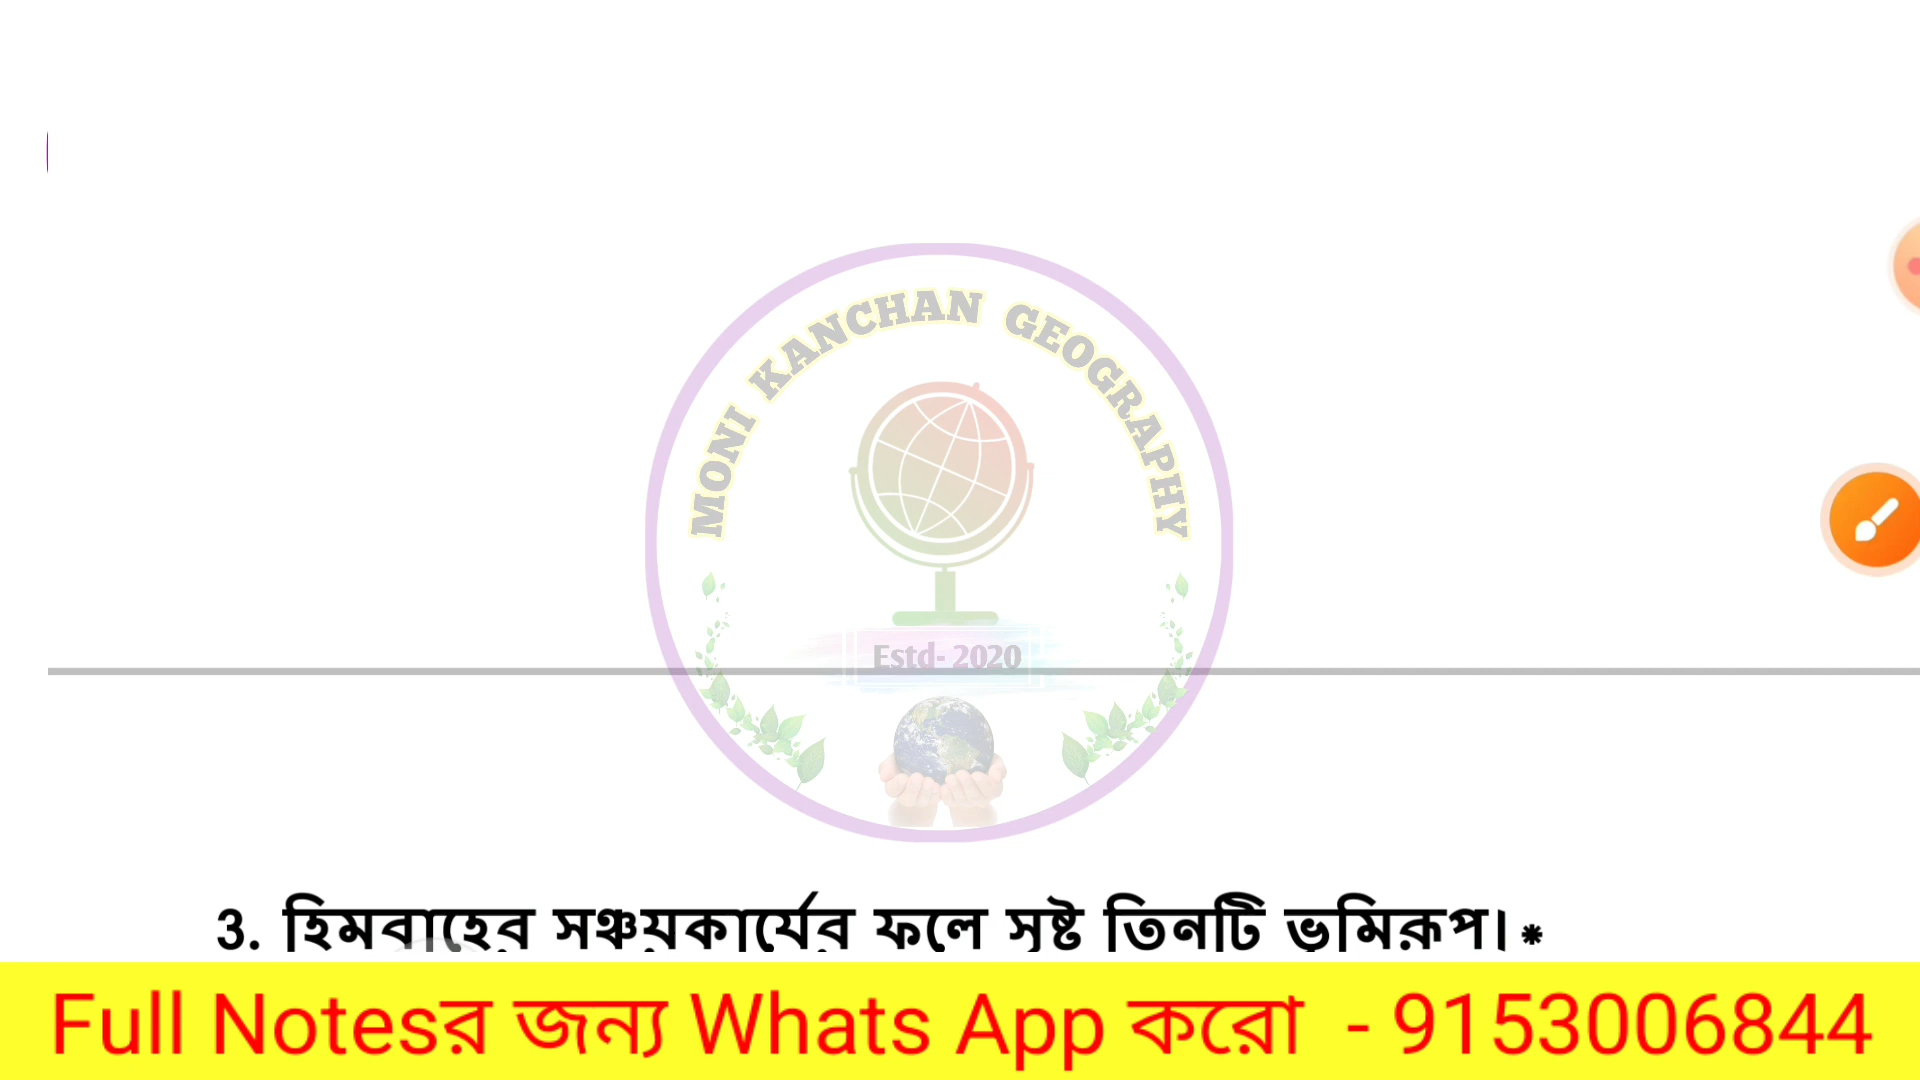 MONI KANCHAN GEOGRAPHY
Estd- 2020
3. হিমবাহের সঞ্চয়কার্যের ফলে সৃষ্ট তিনটি ভূমিরূপ।*
Full Notesর জন্য Whats App করো - 9153006844